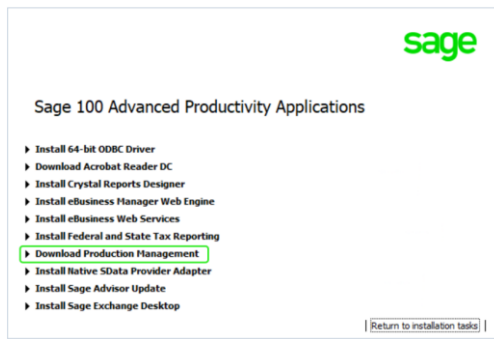 sage
Sage 100 Advanced Productivity Applications
Install 64-bit ODBC Driver
Download Acrobat Reader DC
Install Crystal Reports Designer
Install eBusiness Manager Web Engine
Install eBusiness Web Services
Install Federal and State Tax Reporting
Download Production Management
Install Native SData Provider Adapter
Install Sage Advisor Update
Install Sage Exchange Desktop
Return to installation tasks